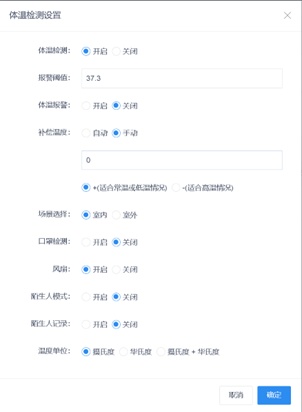 体温检测设置
体温检测: 开启 关闭
报警阈值: 37.3
体温报警: 开启 关闭
补偿温度: 自动 手动
0
+(适合常温或低温情况) -(适合高温情况)
场景选择: 室内 室外
口罩检测: 开启 关闭
风扇: 开启 关闭
陌生人模式: 开启 关闭
陌生人记录: 开启 关闭
温度单位: 摄氏度 华氏度 摄氏度 + 华氏度
取消 确定